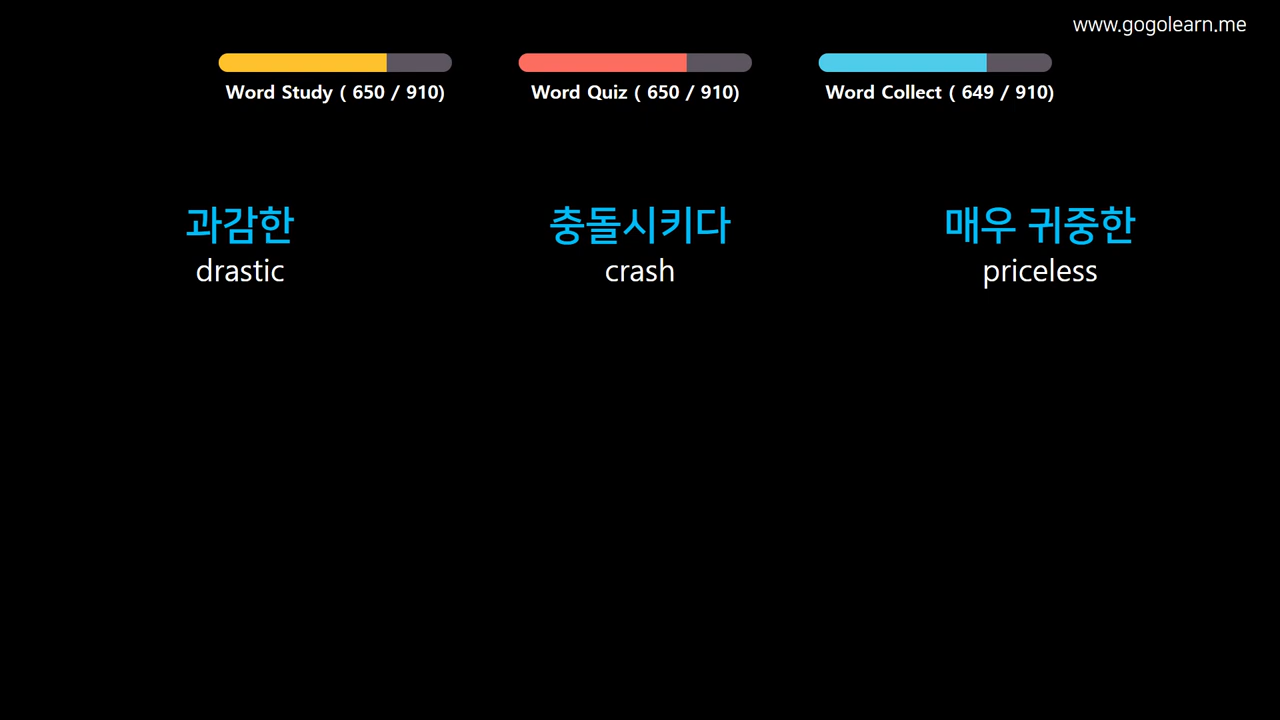 www.gogolearn.me
Word Study ( 650 / 910)
Word Quiz ( 650 / 910)
Word Collect ( 649 / 910)
과감한
drastic
충돌시키다
crash
매우 귀중한
priceless